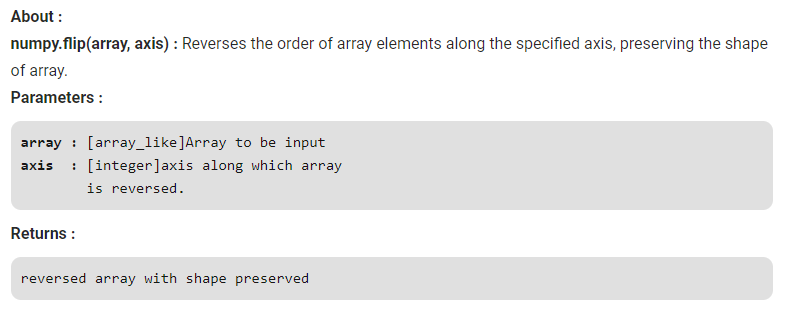 About :
numpy.flip(array, axis) : Reverses the order of array elements along the specified axis, preserving the shape
of array.
Parameters :
array : [array_like]Array to be input
axis  : [integer]axis along which array
        is reversed.
Returns :
reversed array with shape preserved